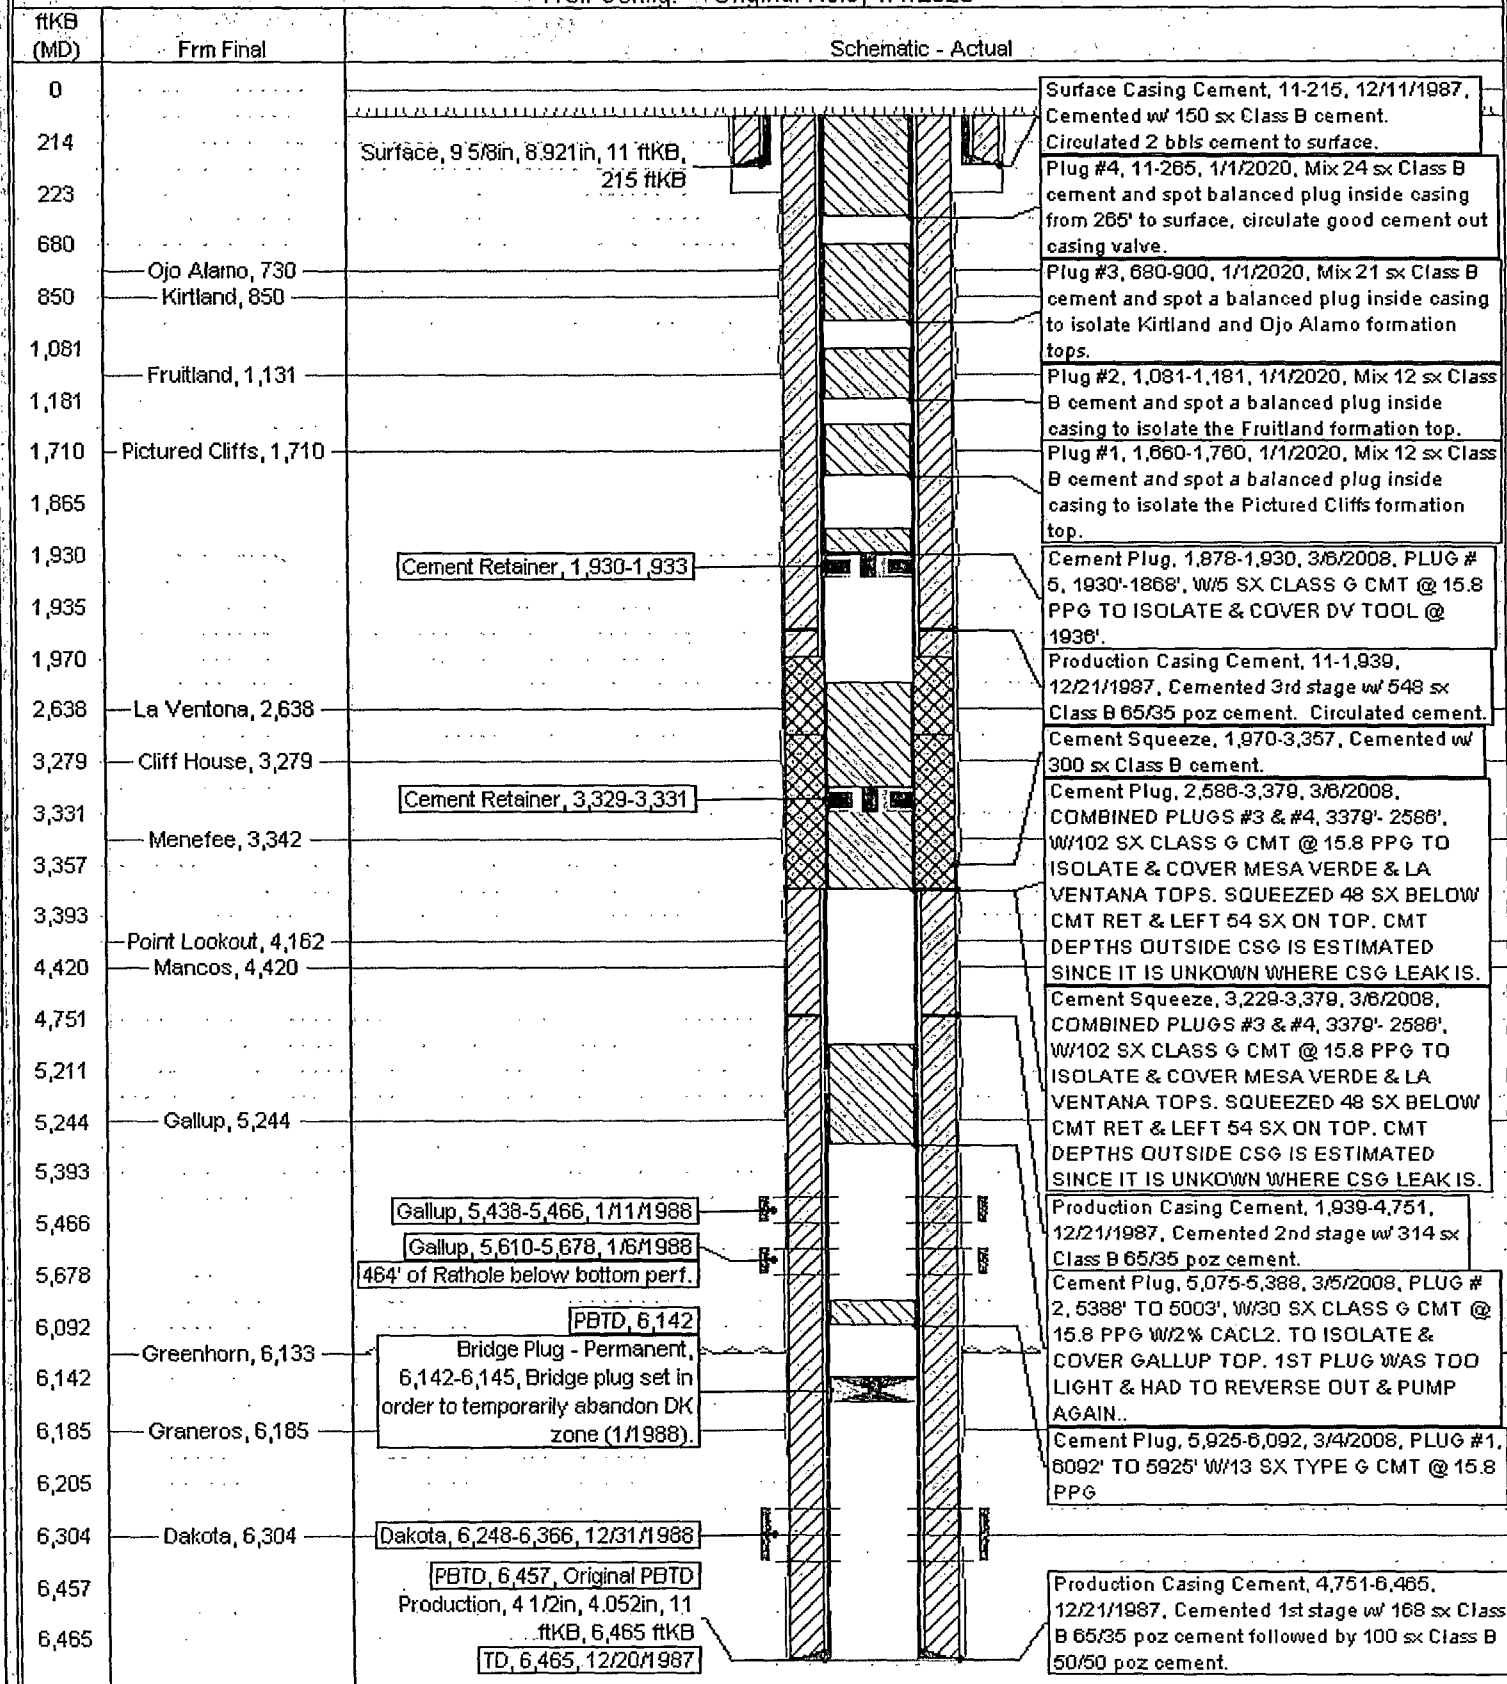 ftKB
(MD)
Frm Final
Schematic - Actual
0
214
223
680
850
1,081
1,181
1,710
1,865
1,930
1,935
1,970
2,638
3,279
3,331
3,357
3,393
4,420
4,751
5,211
5,244
5,393
5,466
5,678
6,092
6,142
6,185
6,205
6,304
6,457
6,465
Ojo Alamo, 730
Kirtland, 850
Fruitland, 1,131
Pictured Cliffs, 1,710
La Ventona, 2,638
Cliff House, 3,279
Menefee, 3,342
Point Lookout, 4,162
Mancos, 4,420
Gallup, 5,244
Greenhorn, 6,133
Graneros, 6,185
Dakota, 6,304
Surface, 9 5/8in, 8.921in, 11 ftKB,
215 ftKB
Cement Retainer, 1,930-1,933
Cement Retainer, 3,329-3,331
Gallup, 5,438-5,466, 1/11/1988
Gallup, 5,610-5,678, 1/6/1988
464' of Rathole below bottom perf.
PBTD, 6,142
Bridge Plug - Permanent,
6,142-6,145, Bridge plug set in
order to temporarily abandon DK
zone (1/1988).
Dakota, 6,248-6,366, 12/31/1988
PBTD, 6,457, Original PBTD
Production, 4 1/2in, 4.052in, 11
ftKB, 6,465 ftKB
TD, 6,465, 12/20/1987
Surface Casing Cement, 11-215, 12/11/1987,
Cemented w/ 150 sx Class B cement.
Circulated 2 bbls cement to surface.
Plug #4, 11-265, 1/1/2020, Mix 24 sx Class B
cement and spot balanced plug inside casing
from 265' to surface, circulate good cement out
casing valve.
Plug #3, 680-900, 1/1/2020, Mix 21 sx Class B
cement and spot a balanced plug inside casing
to isolate Kirtland and Ojo Alamo formation
tops.
Plug #2, 1,081-1,181, 1/1/2020, Mix 12 sx Class
B cement and spot a balanced plug inside
casing to isolate the Fruitland formation top.
Plug #1, 1,660-1,760, 1/1/2020, Mix 12 sx Class
B cement and spot a balanced plug inside
casing to isolate the Pictured Cliffs formation
top.
Cement Plug, 1,878-1,930, 3/6/2008, PLUG #
5, 1930'-1868', W/5 SX CLASS G CMT @ 15.8
PPG TO ISOLATE & COVER DV TOOL @
1936'.
Production Casing Cement, 11-1,939,
12/21/1987, Cemented 3rd stage w/ 548 sx
Class B 65/35 poz cement. Circulated cement.
Cement Squeeze, 1,970-3,357, Cemented w/
300 sx Class B cement.
Cement Plug, 2,586-3,379, 3/6/2008,
COMBINED PLUGS #3 & #4, 3379'- 2586',
W/102 SX CLASS G CMT @ 15.8 PPG TO
ISOLATE & COVER MESA VERDE & LA
VENTANA TOPS. SQUEEZED 48 SX BELOW
CMT RET & LEFT 54 SX ON TOP. CMT
DEPTHS OUTSIDE CSG IS ESTIMATED
SINCE IT IS UNKOWN WHERE CSG LEAK IS.
Cement Squeeze, 3,229-3,379, 3/6/2008,
COMBINED PLUGS #3 & #4, 3379'- 2586',
W/102 SX CLASS G CMT @ 15.8 PPG TO
ISOLATE & COVER MESA VERDE & LA
VENTANA TOPS. SQUEEZED 48 SX BELOW
CMT RET & LEFT 54 SX ON TOP. CMT
DEPTHS OUTSIDE CSG IS ESTIMATED
SINCE IT IS UNKOWN WHERE CSG LEAK IS.
Production Casing Cement, 1,939-4,751,
12/21/1987, Cemented 2nd stage w/ 314 sx
Class B 65/35 poz cement.
Cement Plug, 5,075-5,388, 3/5/2008, PLUG #
2, 5388' TO 5003', W/30 SX CLASS G CMT @
15.8 PPG W/2% CACL2. TO ISOLATE &
COVER GALLUP TOP. 1ST PLUG WAS TOO
LIGHT & HAD TO REVERSE OUT & PUMP
AGAIN..
Cement Plug, 5,925-6,092, 3/4/2008, PLUG #1,
6092' TO 5925' W/13 SX TYPE G CMT @ 15.8
PPG
Production Casing Cement, 4,751-6,465,
12/21/1987, Cemented 1st stage w/ 168 sx Class
B 65/35 poz cement followed by 100 sx Class B
50/50 poz cement.